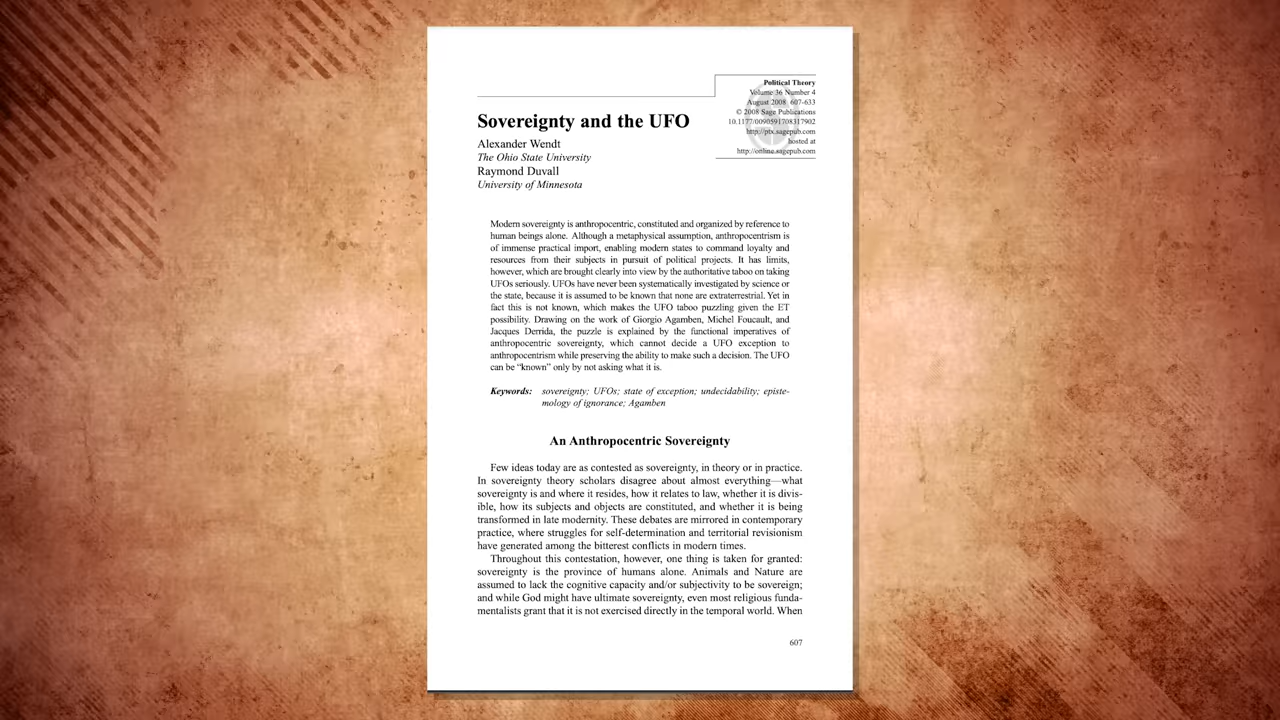 Political Theory
Volume 36 Number 4
August 2008 607-633
© 2008 Sage Publications
10.1177/0090591708317902
http://ptx.sagepub.com
hosted at
http://online.sagepub.com
Sovereignty and the UFO
Alexander Wendt
The Ohio State University
Raymond Duvall
University of Minnesota
Modern sovereignty is anthropocentric, constituted and organized by reference to
human beings alone. Although a metaphysical assumption, anthropocentrism is
of immense practical import, enabling modern states to command loyalty and
resources from their subjects in pursuit of political projects. It has limits,
however, which are brought clearly into view by the authoritative taboo on taking
UFOs seriously. UFOs have never been systematically investigated by science or
the state, because it is assumed to be known that none are extraterrestrial. Yet in
fact this is not known, which makes the UFO taboo puzzling given the ET
possibility. Drawing on the work of Giorgio Agamben, Michel Foucault, and
Jacques Derrida, the puzzle is explained by the functional imperatives of
anthropocentric sovereignty, which cannot decide a UFO exception to
anthropocentrism while preserving the ability to make such a decision. The UFO
can be “known” only by not asking what it is.
Keywords: sovereignty; UFOs; state of exception; undecidability; episte-
mology of ignorance; Agamben
An Anthropocentric Sovereignty
Few ideas today are as contested as sovereignty, in theory or in practice.
In sovereignty theory scholars disagree about almost everything—what
sovereignty is and where it resides, how it relates to law, whether it is divis-
ible, how its subjects and objects are constituted, and whether it is being
transformed in late modernity. These debates are mirrored in contemporary
practice, where struggles for self-determination and territorial revisionism
have generated among the bitterest conflicts in modern times.
Throughout this contestation, however, one thing is taken for granted:
sovereignty is the province of humans alone. Animals and Nature are
assumed to lack the cognitive capacity and/or subjectivity to be sovereign;
and while God might have ultimate sovereignty, even most religious funda-
mentalists grant that it is not exercised directly in the temporal world. When
607